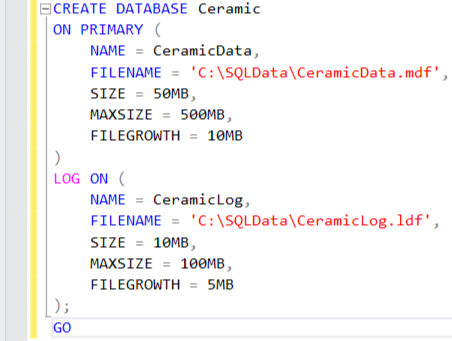 CREATE DATABASE Ceramic
ON PRIMARY (
    NAME = CeramicData,
    FILENAME = 'C:\SQLData\CeramicData.mdf',
    SIZE = 50MB,
    MAXSIZE = 500MB,
    FILEGROWTH = 10MB
)
LOG ON (
    NAME = CeramicLog,
    FILENAME = 'C:\SQLData\CeramicLog.ldf',
    SIZE = 10MB,
    MAXSIZE = 100MB,
    FILEGROWTH = 5MB
);
GO